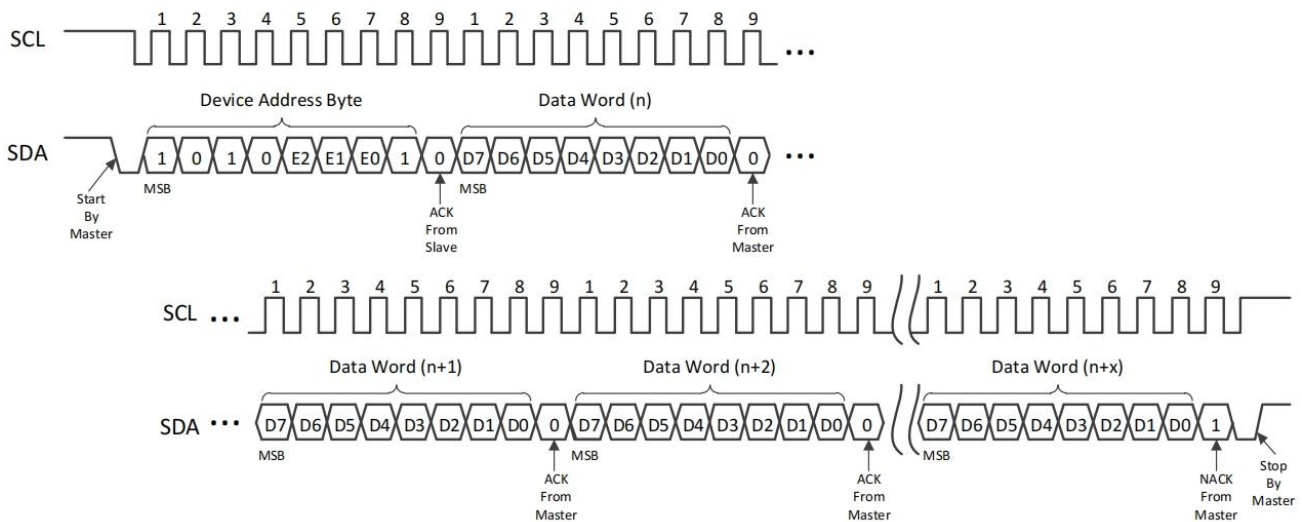 1 2 3 4 5 6 7 8 9 1 2 3 4 5 6 7 8 9
SCL ...
Device Address Byte Data Word (n)
SDA 1 0 1 0 E2 E1 E0 1 0 D7 D6 D5 D4 D3 D2 D1 D0 0 ...
MSB MSB
Start
By
Master
ACK
From
Slave
ACK
From
Master
1 2 3 4 5 6 7 8 9 1 2 3 4 5 6 7 8 9 1 2 3 4 5 6 7 8 9
SCL ...
Data Word (n+1) Data Word (n+2) Data Word (n+x)
SDA ... D7 D6 D5 D4 D3 D2 D1 D0 0 D7 D6 D5 D4 D3 D2 D1 D0 0 D7 D6 D5 D4 D3 D2 D1 D0 1
MSB MSB MSB
ACK
From
Master
ACK
From
Master
NACK
From
Master
Stop
By
Master